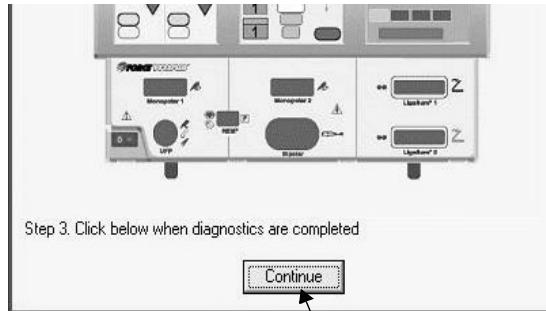 1
1
FORCE TRIAD
Monopolar 1
Monopolar 2
LigaSure 1
UFP
REM
Bipolar
LigaSure 2
Step 3. Click below when diagnostics are completed
Continue